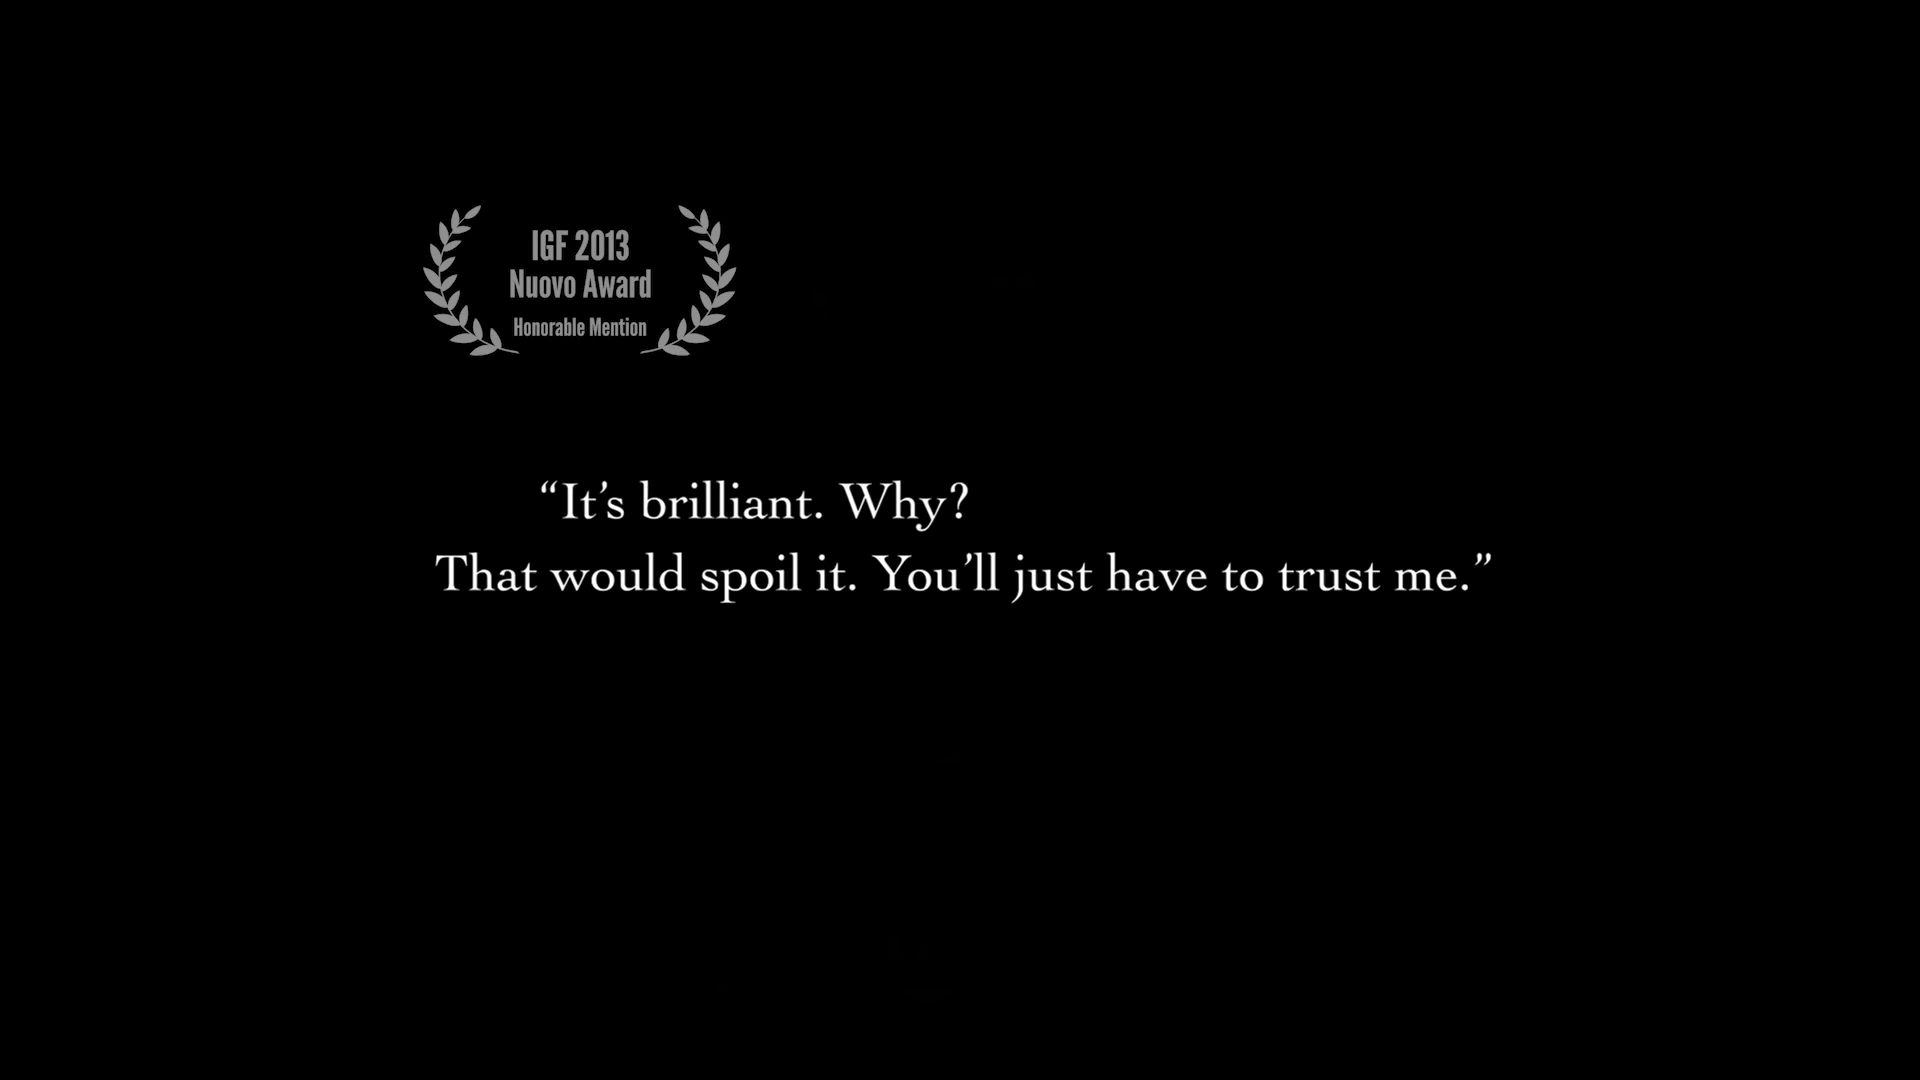 IGF 2013
Nuovo Award
Honorable Mention
“It’s brilliant. Why?
That would spoil it. You’ll just have to trust me.”